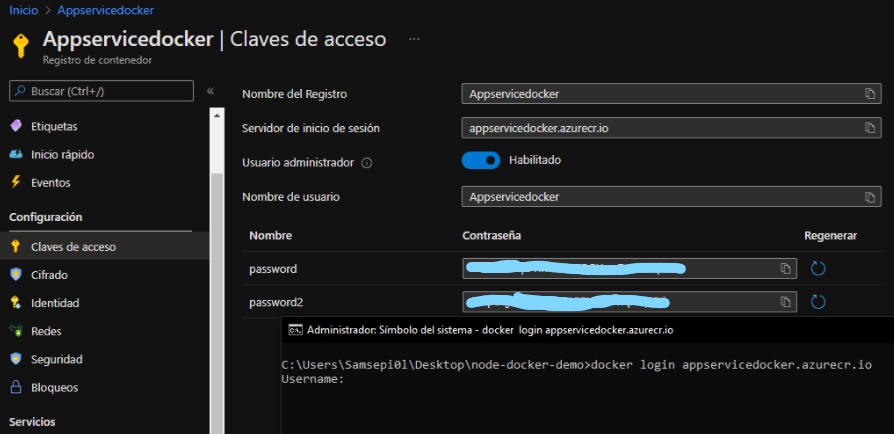 Inicio > Appservicedocker
Appservicedocker | Claves de acceso ...
Registro de contenedor
Buscar (Ctrl+/)
«
Etiquetas
Inicio rápido
Eventos
Configuración
Claves de acceso
Cifrado
Identidad
Redes
Seguridad
Bloqueos
Servicios
Nombre del Registro
Appservicedocker
Servidor de inicio de sesión
appservicedocker.azurecr.io
Usuario administrador
Habilitado
Nombre de usuario
Appservicedocker
Nombre Contraseña Regenerar
password
password2
Administrador: Símbolo del sistema - docker login appservicedocker.azurecr.io
C:\Users\Samsepi0l\Desktop\node-docker-demo>docker login appservicedocker.azurecr.io
Username: